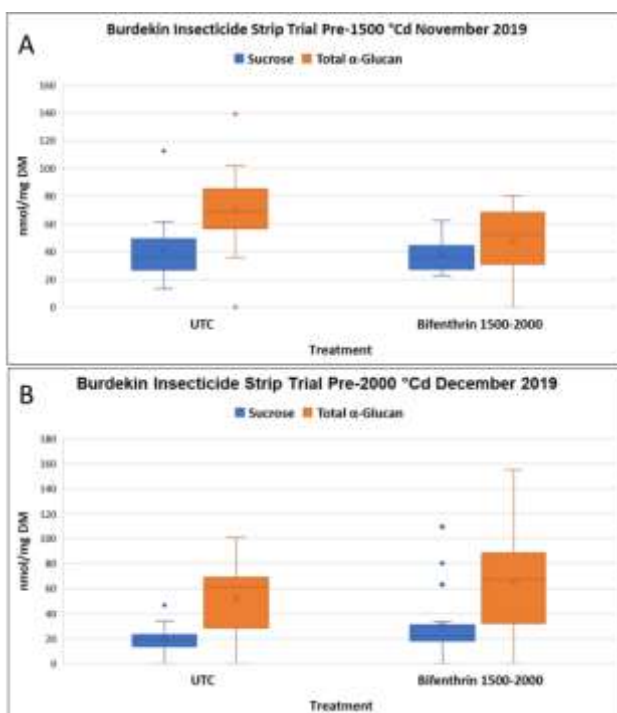 A
Burdekin Insecticide Strip Trial Pre-1500 °Cd November 2019
Sucrose Total α-Glucan
160
140
120
100
80
60
40
20
0
nmol/mg DM
UTC Bifenthrin 1500-2000
Treatment
B
Burdekin Insecticide Strip Trial Pre-2000 °Cd December 2019
Sucrose Total α-Glucan
180
160
140
120
100
80
60
40
20
0
nmol/mg DM
UTC Bifenthrin 1500-2000
Treatment